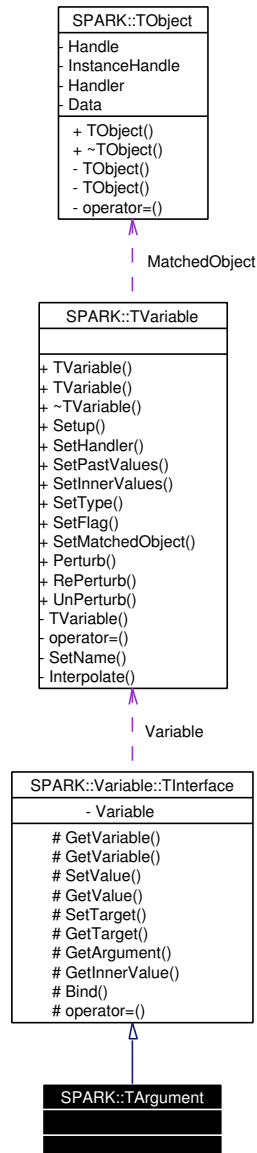 SPARK::TObject
- Handle
- InstanceHandle
- Handler
- Data
+ TObject()
+ ~TObject()
- TObject()
- TObject()
- operator=()
MatchedObject
SPARK::TVariable
+ TVariable()
+ TVariable()
+ ~TVariable()
+ Setup()
+ SetHandler()
+ SetPastValues()
+ SetInnerValues()
+ SetType()
+ SetFlag()
+ SetMatchedObject()
+ Perturb()
+ RePerturb()
+ UnPerturb()
- TVariable()
- operator=()
- SetName()
- Interpolate()
Variable
SPARK::Variable::TInterface
- Variable
# GetVariable()
# GetVariable()
# SetValue()
# GetValue()
# SetTarget()
# GetTarget()
# GetArgument()
# GetInnerValue()
# Bind()
# operator=()
SPARK::TArgument